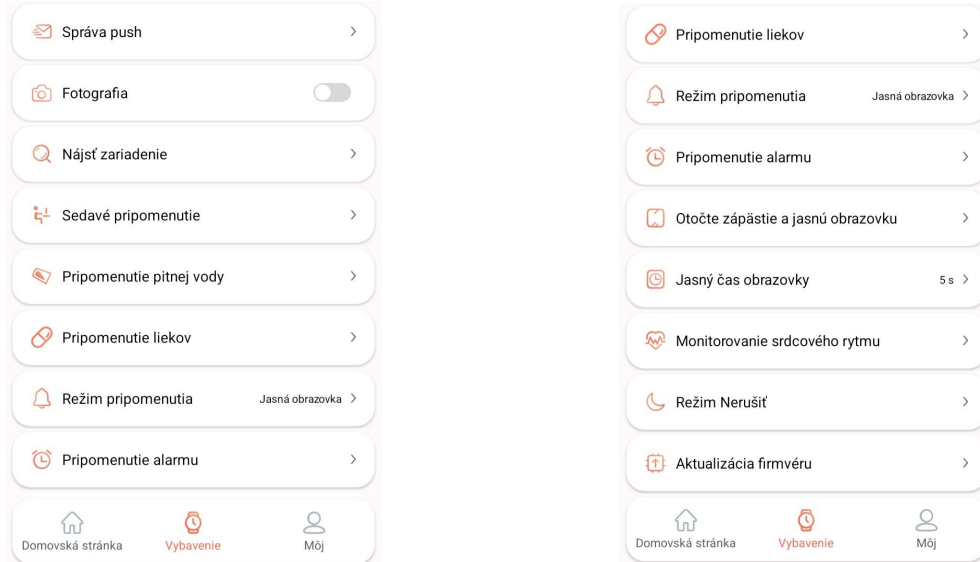 Správa push
Fotografia
Nájsť zariadenie
Sedavé pripomenutie
Pripomenutie pitnej vody
Pripomenutie liekov
Režim pripomenutia Jasná obrazovka
Pripomenutie alarmu
Domovská stránka Vybavenie Môj
Pripomenutie liekov
Režim pripomenutia Jasná obrazovka
Pripomenutie alarmu
Otočte zápästie a jasnú obrazovku
Jasný čas obrazovky 5 s
Monitorovanie srdcového rytmu
Režim Nerušiť
Aktualizácia firmvéru
Domovská stránka Vybavenie Môj